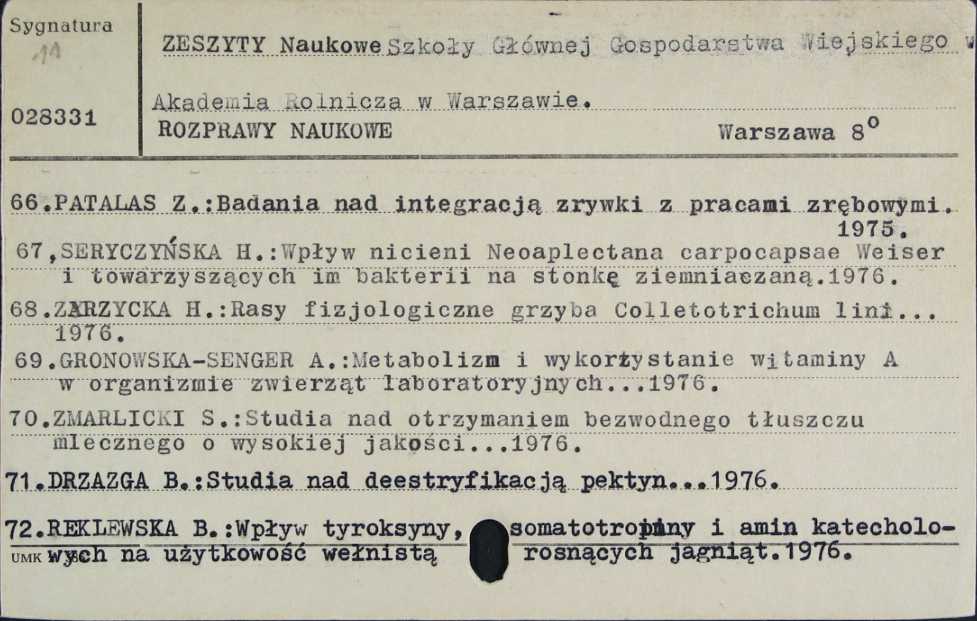 Sygnatura
11
ZESZYTY Naukowe Szkoły Głównej Gospodarstwa Wiejskiego w
028331
Akademia Rolnicza w Warszawie.
ROZPRAWY NAUKOWE Warszawa 8°
66.PATALAS Z.:Badania nad integracją zrywki z pracami zrębowymi.
1975.
67,SERYCZYŃSKA H.:Wpływ nicieni Neoaplectana carpocapsae Weiser
i towarzyszących im bakterii na stonkę ziemniaczaną.1976.
68.ZARZYCKA H.:Rasy fizjologiczne grzyba Colletotrichum lini...
1976.
69.GRONOWSKA-SENGER A.:Metabolizm i wykorzystanie witaminy A
w organizmie zwierząt laboratoryjnych...1976.
70.ZMARLICKI S.:Studia nad otrzymaniem bezwodnego tłuszczu
mlecznego o wysokiej jakości...1976.
71.DRZAZGA B.:Studia nad deestryfikacją pektyn...1976.
72.REKLEWSKA B.:Wpływ tyroksyny, somatotropiny i amin katecholo-
UMK wych na użytkowość wełnistą rosnących jagniąt.1976.